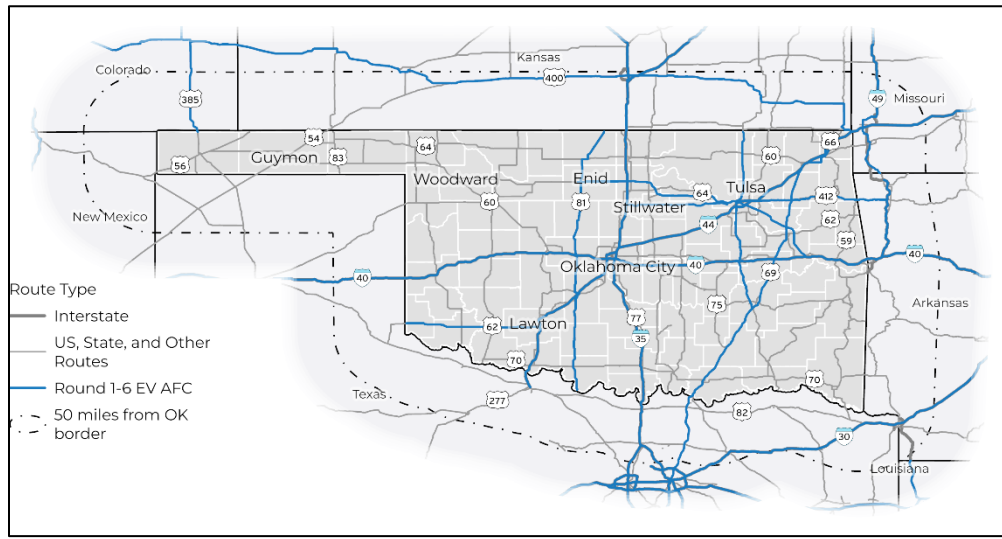 Colorado
Kansas
400
385
49
Missouri
54
64
66
56
Guymon
83
60
Woodward
Enid
64
Tulsa
412
New Mexico
60
81
Stillwater
44
62
59
Oklahoma City
40
40
40
69
Route Type
Arkansas
Interstate
75
62
Lawton
77
US, State, and Other
Routes
35
70
70
Round 1-6 EV AFC
Texas
277
82
50 miles from OK
border
30
Louisiana